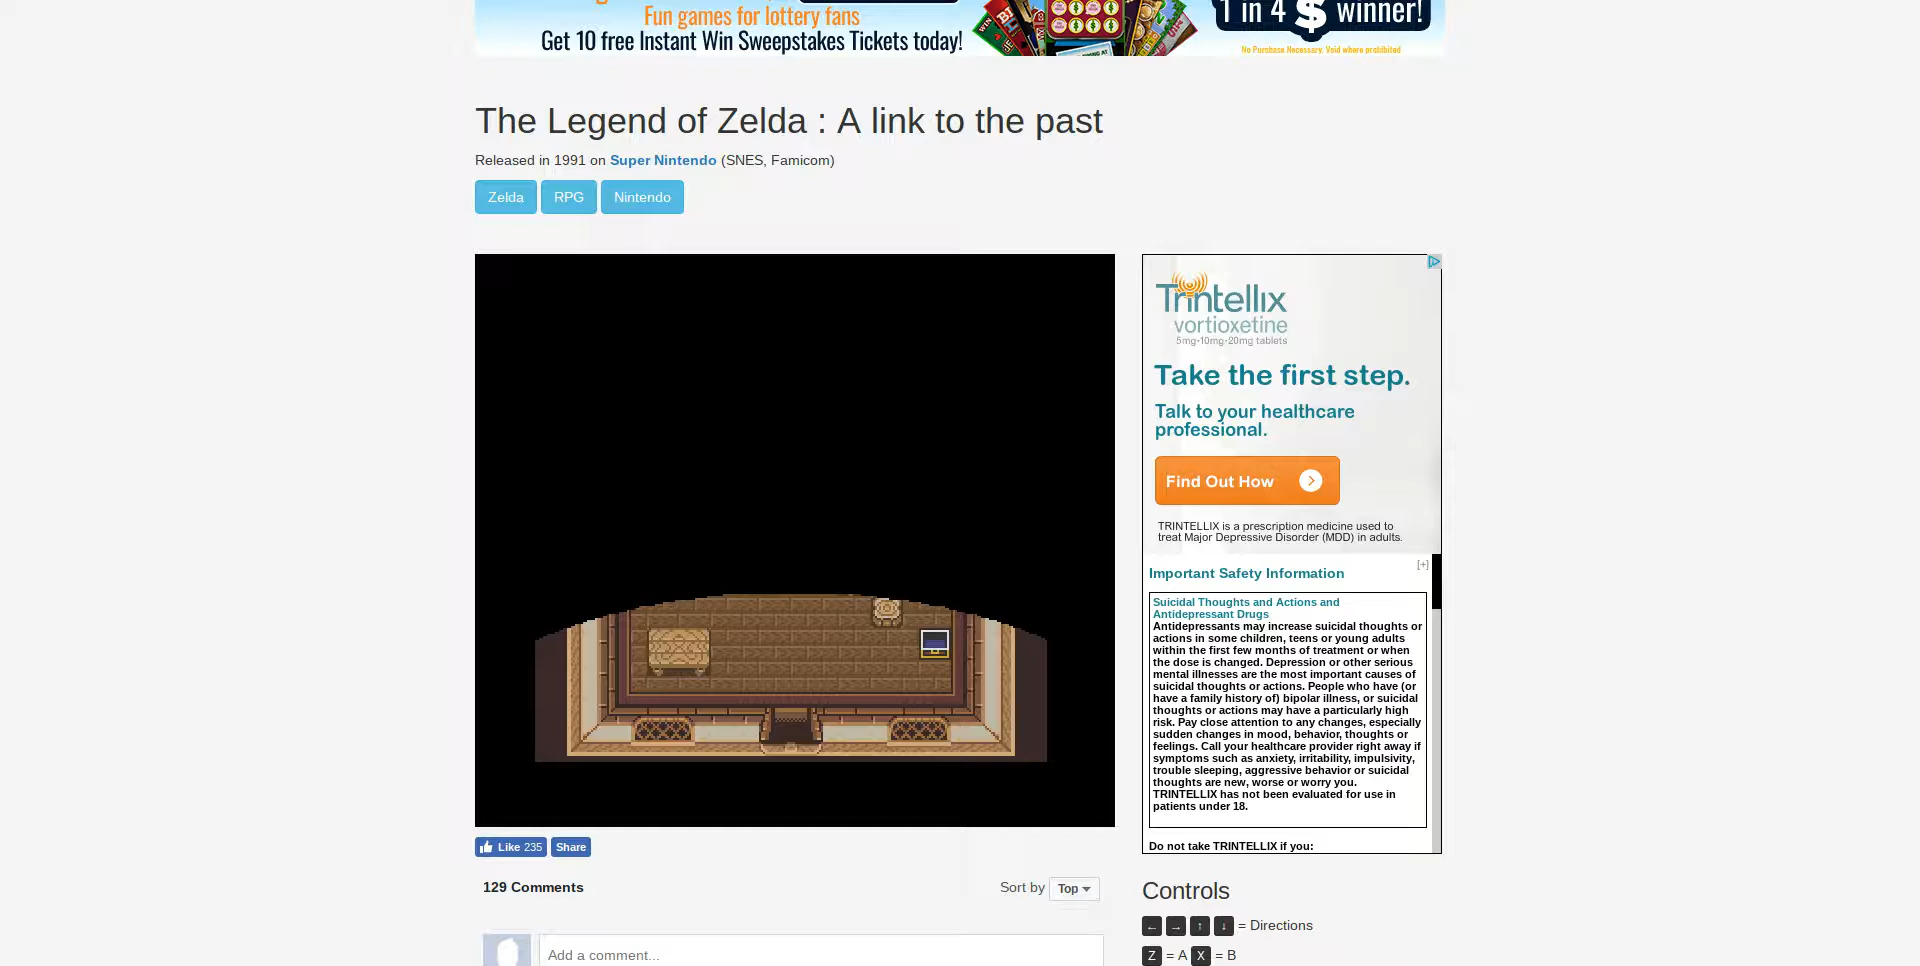 Fun games for lottery fans
Get 10 free Instant Win Sweepstakes Tickets today!
1 in 4 $ winner!
No Purchase Necessary. Void where prohibited
The Legend of Zelda : A link to the past
Released in 1991 on Super Nintendo (SNES, Famicom)
Zelda RPG Nintendo
Trintellix
vortioxetine
5mg•10mg•20mg tablets
Take the first step.
Talk to your healthcare
professional.
Find Out How
TRINTELLIX is a prescription medicine used to
treat Major Depressive Disorder (MDD) in adults.
[+]
Important Safety Information
Suicidal Thoughts and Actions and
Antidepressant Drugs
Antidepressants may increase suicidal thoughts or
actions in some children, teens or young adults
within the first few months of treatment or when
the dose is changed. Depression or other serious
mental illnesses are the most important causes of
suicidal thoughts or actions. People who have (or
have a family history of) bipolar illness, or suicidal
thoughts or actions may have a particularly high
risk. Pay close attention to any changes, especially
sudden changes in mood, behavior, thoughts or
feelings. Call your healthcare provider right away if
symptoms such as anxiety, irritability, impulsivity,
trouble sleeping, aggressive behavior or suicidal
thoughts are new, worse or worry you.
TRINTELLIX has not been evaluated for use in
patients under 18.
Do not take TRINTELLIX if you:
Like 235 Share
129 Comments
Sort by Top
Add a comment...
Controls
← → ↑ ↓ = Directions
Z = A X = B